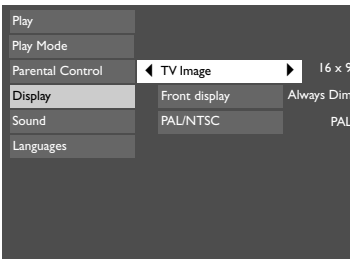 Play
Play Mode
Parental Control
TV Image
16 x 9
Display
Front display
Always Dim
Sound
PAL/NTSC
PAL
Languages